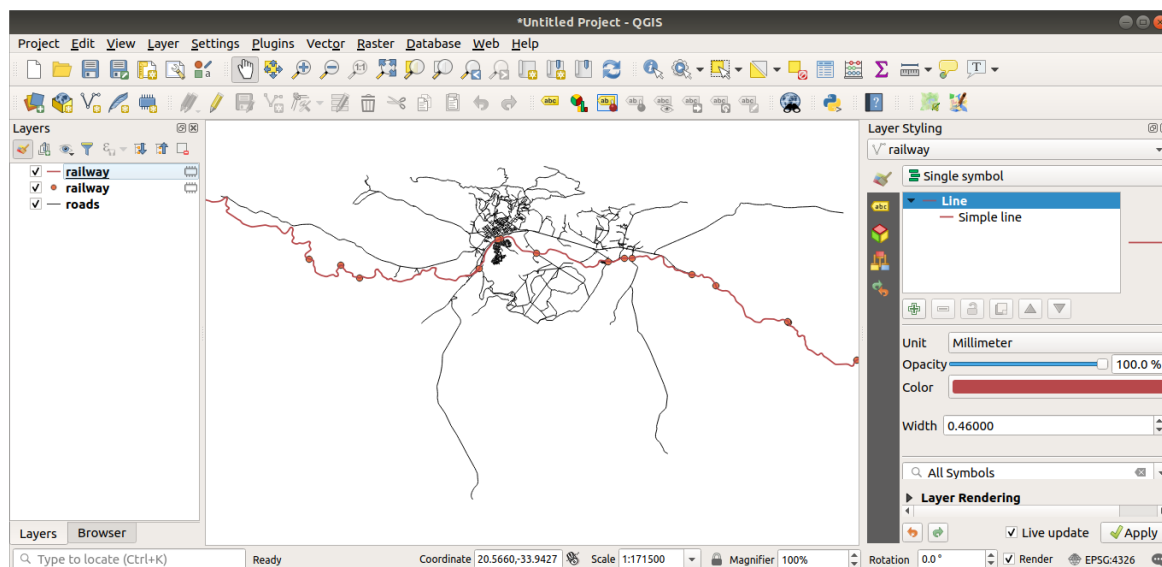 *Untitled Project - QGIS
Project Edit View Layer Settings Plugins Vector Raster Database Web Help
Layers
railway
railway
roads
Layers Browser
Type to locate (Ctrl+K)
Ready
Coordinate 20.5660,-33.9427
Scale 1:171500
Magnifier 100%
Rotation 0.0°
Render
EPSG:4326
Layer Styling
railway
Single symbol
Line
Simple line
Unit Millimeter
Opacity 100.0 %
Color
Width 0.46000
All Symbols
Layer Rendering
Live update
Apply